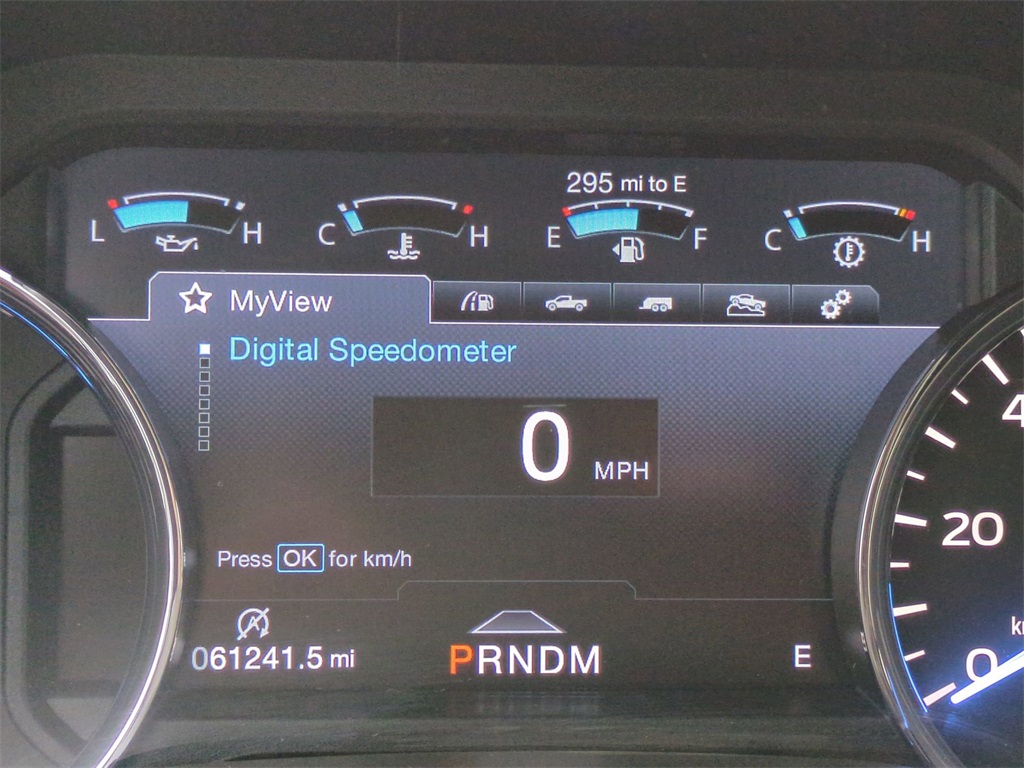 295 mi to E
L H C H E F C H
MyView
Digital Speedometer
0 MPH
Press OK for km/h
20
0
061241.5 mi
PRNDM
E